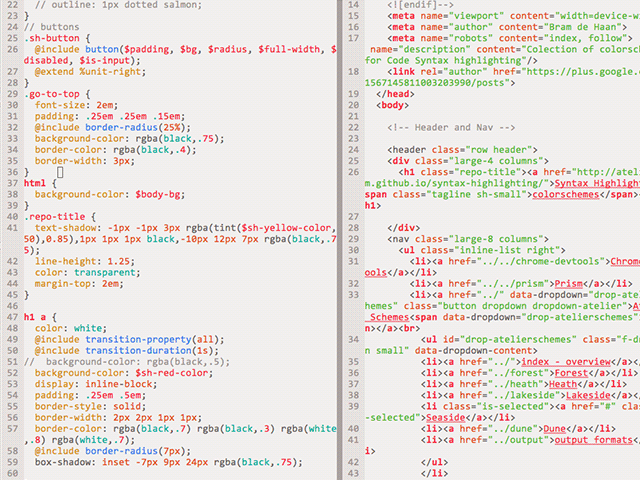 22 // outline: 1px dotted salmon;
23 }
24 // buttons
25 .sh-button {
26 @include button($padding, $bg, $radius, $full-width, $
disabled, $is-input);
27 @extend %unit-right;
28 }
29 .go-to-top {
30 font-size: 2em;
31 padding: .25em .25em .15em;
32 @include border-radius(25%);
33 background-color: rgba(black,.75);
34 border-color: rgba(black,.4);
35 border-width: 3px;
36 }
37 html {
38 background-color: $body-bg;
39 }
40 .repo-title {
41 text-shadow: -1px -1px 3px rgba(tint($sh-yellow-color,
50),0.85),1px 1px 1px black,-10px 12px 7px rgba(black,.7
5);
42 line-height: 1.25;
43 color: transparent;
44 margin-top: 2em;
45 }
46
47 h1 a {
48 color: white;
49 @include transition-property(all);
50 @include transition-duration(1s);
51 // background-color: rgba(black,.5);
52 background-color: $sh-red-color;
53 display: inline-block;
54 padding: .25em .5em;
55 border-style: solid;
56 border-width: 2px 2px 1px 1px;
57 border-color: rgba(black,.7) rgba(black,.3) rgba(white
,.8) rgba(white,.7);
58 @include border-radius(7px);
59 box-shadow: inset -7px 9px 24px rgba(black,.75);
60
14 <![endif]-->
15 <meta name="viewport" content="width=device-w
16 <meta name="author" content="Bram de Haan">
17 <meta name="robots" content="index, follow">
name="description" content="Colection of colorsch
for Code Syntax highlighting"/>
18 <link rel="author" href="https://plus.google.c
1567145811003203990/posts">
19 </head>
20 <body>
21
22 <!-- Header and Nav -->
23
24 <header class="row header">
25 <div class="large-4 columns">
26 <h1 class="repo-title"><a href="http://ateli
m.github.io/syntax-highlighting/">Syntax Highlight
span class="tagline sh-small">colorschemes</span><
h1>
27
28 </div>
29 <nav class="large-8 columns">
30 <ul class="inline-list right">
31 <li><a href="../../chrome-devtools">Chrome
ools</a></li>
32 <li><a href="../../prism">Prism</a></li>
33 <li><a href="../" data-dropdown="drop-atel
hemes" class="button dropdown dropdown-atelier">At
_Schemes<span data-dropdown="drop-atelierschemes"
n></a><br>
34 <ul id="drop-atelierschemes" class="f-dr
n small" data-dropdown-content>
35 <li><a href="../">index - overview</a></
36 <li><a href="../forest">Forest</a></li>
37 <li><a href="../heath">Heath</a></li>
38 <li><a href="../lakeside">Lakeside</a></
39 <li class="is-selected"><a href="#" clas
-selected">Seaside</a></li>
40 <li><a href="../dune">Dune</a></li>
41 <li><a href="../output">output formats</
i>
42 </ul>
43 </li>